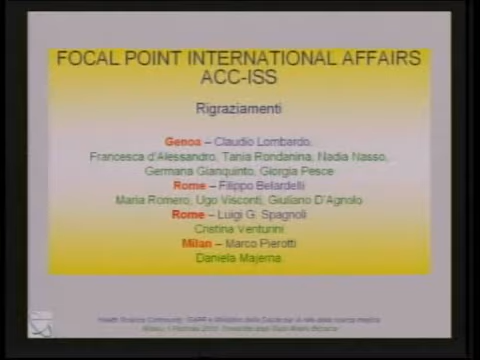 FOCAL POINT INTERNATIONAL AFFAIRS
ACC-ISS
Rigraziamenti
Genoa – Claudio Lombardo,
Francesca d'Alessandro, Tania Rondanina, Nadia Nasso,
Germana Gianquinto, Giorgia Pesce
Rome – Filippo Belardelli
Maria Romero, Ugo Visconti, Giuliano D'Agnolo
Rome – Luigi G. Spagnoli
Cristina Venturini
Milan – Marco Pierotti
Daniela Majerna